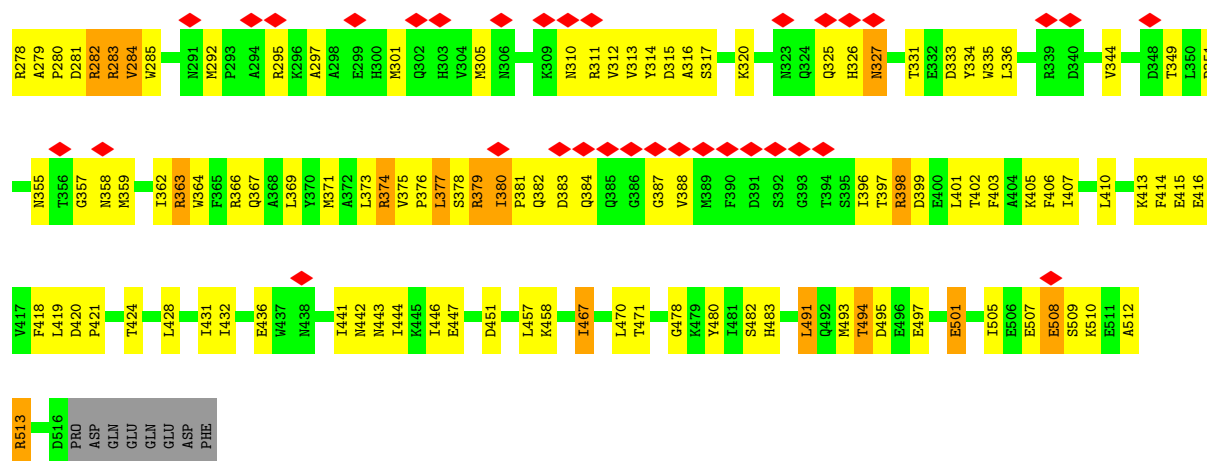 R278 A279 P280 D281 R282 R283 V284 W285 N291 M292 P293 A294 R295 K296 A297 A298 E299 H300 M301 Q302 H303 V304 M305 N306 K309 N310 R311 V312 V313 Y314 D315 A316 S317 K320 N323 Q324 Q325 H326 N327 T331 E332 D333 Y334 W335 L336 R339 D340 V344 D348 T349 L350
N355 T356 G357 N358 M359 I362 R363 W364 F365 R366 Q367 A368 L369 Y370 M371 A372 L373 R374 V375 P376 L377 S378 R379 I380 P381 Q382 D383 Q384 Q385 G386 G387 V388 M389 F390 D391 S392 G393 T394 S395 I396 T397 R398 D399 E400 L401 T402 F403 A404 K405 F406 I407 L410 K413 F414 E415 E416
V417 F418 L419 D420 P421 T424 L428 I431 I432 E436 W437 N438 I441 N442 N443 I444 K445 I446 E447 D451 L457 K458 I467 L470 T471 G478 K479 Y480 I481 S482 H483 L491 Q492 M493 T494 D495 E496 E497 E501 I505 E506 E507 E508 S509 K510 E511 A512
R513 D516 PRO ASP GLN GLU GLN GLU ASP PHE